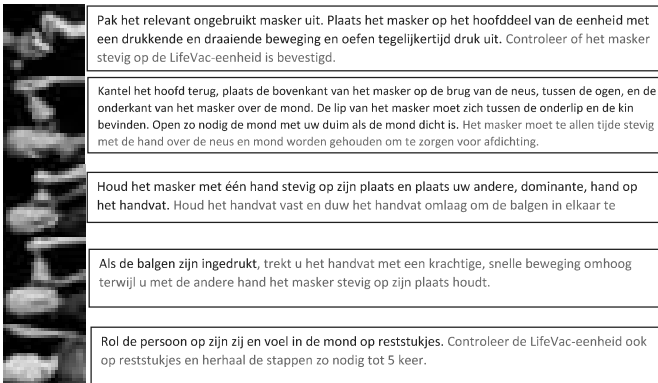 Pak het relevant ongebruikt masker uit. Plaats het masker op het hoofddeel van de eenheid met
een drukkende en draaiende beweging en oefen tegelijkertijd druk uit. Controleer of het masker
stevig op de LifeVac-eenheid is bevestigd.
Kantel het hoofd terug, plaats de bovenkant van het masker op de brug van de neus, tussen de ogen, en de
onderkant van het masker over de mond. De lip van het masker moet zich tussen de onderlip en de kin
bevinden. Open zo nodig de mond met uw duim als de mond dicht is. Het masker moet te allen tijde stevig
met de hand over de neus en mond worden gehouden om te zorgen voor afdichting.
Houd het masker met één hand stevig op zijn plaats en plaats uw andere, dominante, hand op
het handvat. Houd het handvat vast en duw het handvat omlaag om de balgen in elkaar te
Als de balgen zijn ingedrukt, trekt u het handvat met een krachtige, snelle beweging omhoog
terwijl u met de andere hand het masker stevig op zijn plaats houdt.
Rol de persoon op zijn zij en voel in de mond op reststukjes. Controleer de LifeVac-eenheid ook
op reststukjes en herhaal de stappen zo nodig tot 5 keer.